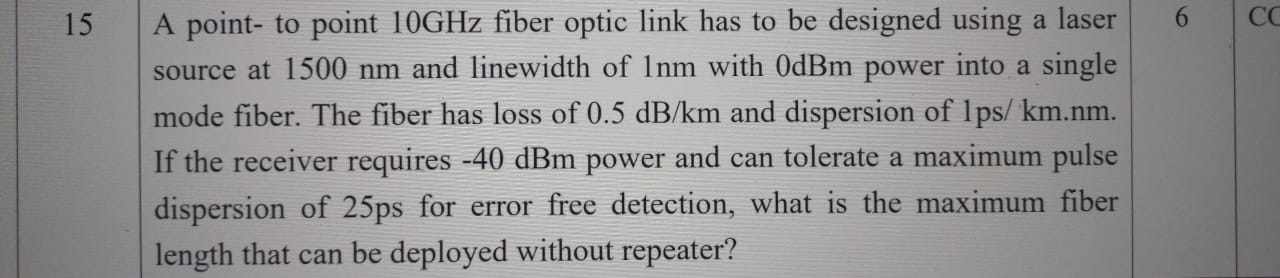 15 A point- to point 10GHz fiber optic link has to be designed using a laser 6 CC
source at 1500 nm and linewidth of 1nm with 0dBm power into a single
mode fiber. The fiber has loss of 0.5 dB/km and dispersion of 1ps/ km.nm.
If the receiver requires -40 dBm power and can tolerate a maximum pulse
dispersion of 25ps for error free detection, what is the maximum fiber
length that can be deployed without repeater?